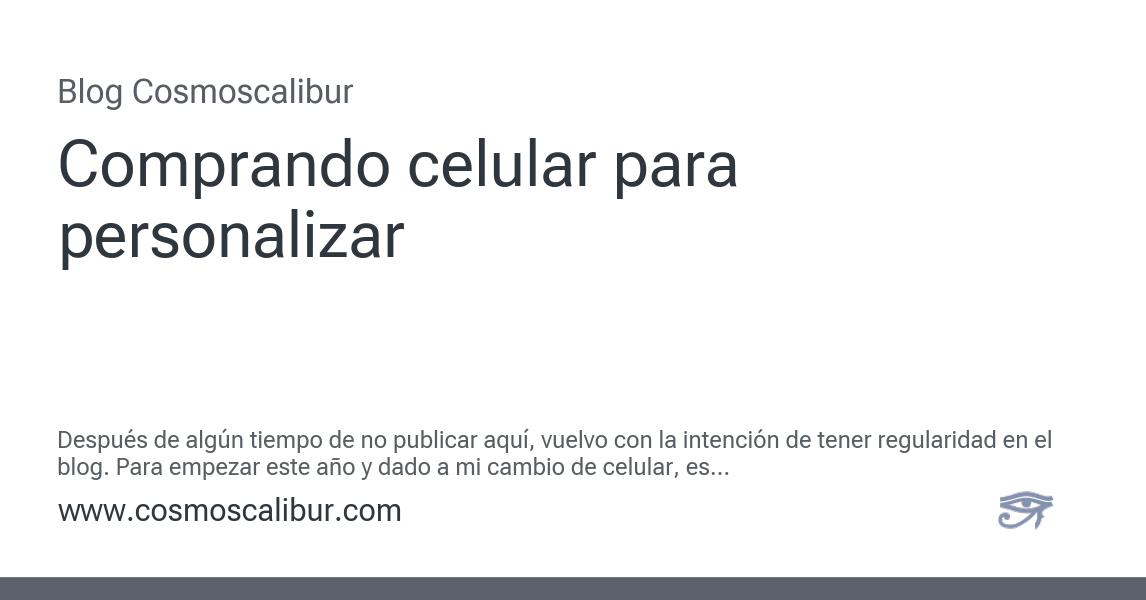 Blog Cosmoscalibur
Comprando celular para
personalizar
Después de algún tiempo de no publicar aquí, vuelvo con la intención de tener regularidad en el
blog. Para empezar este año y dado a mi cambio de celular, es...
www.cosmoscalibur.com